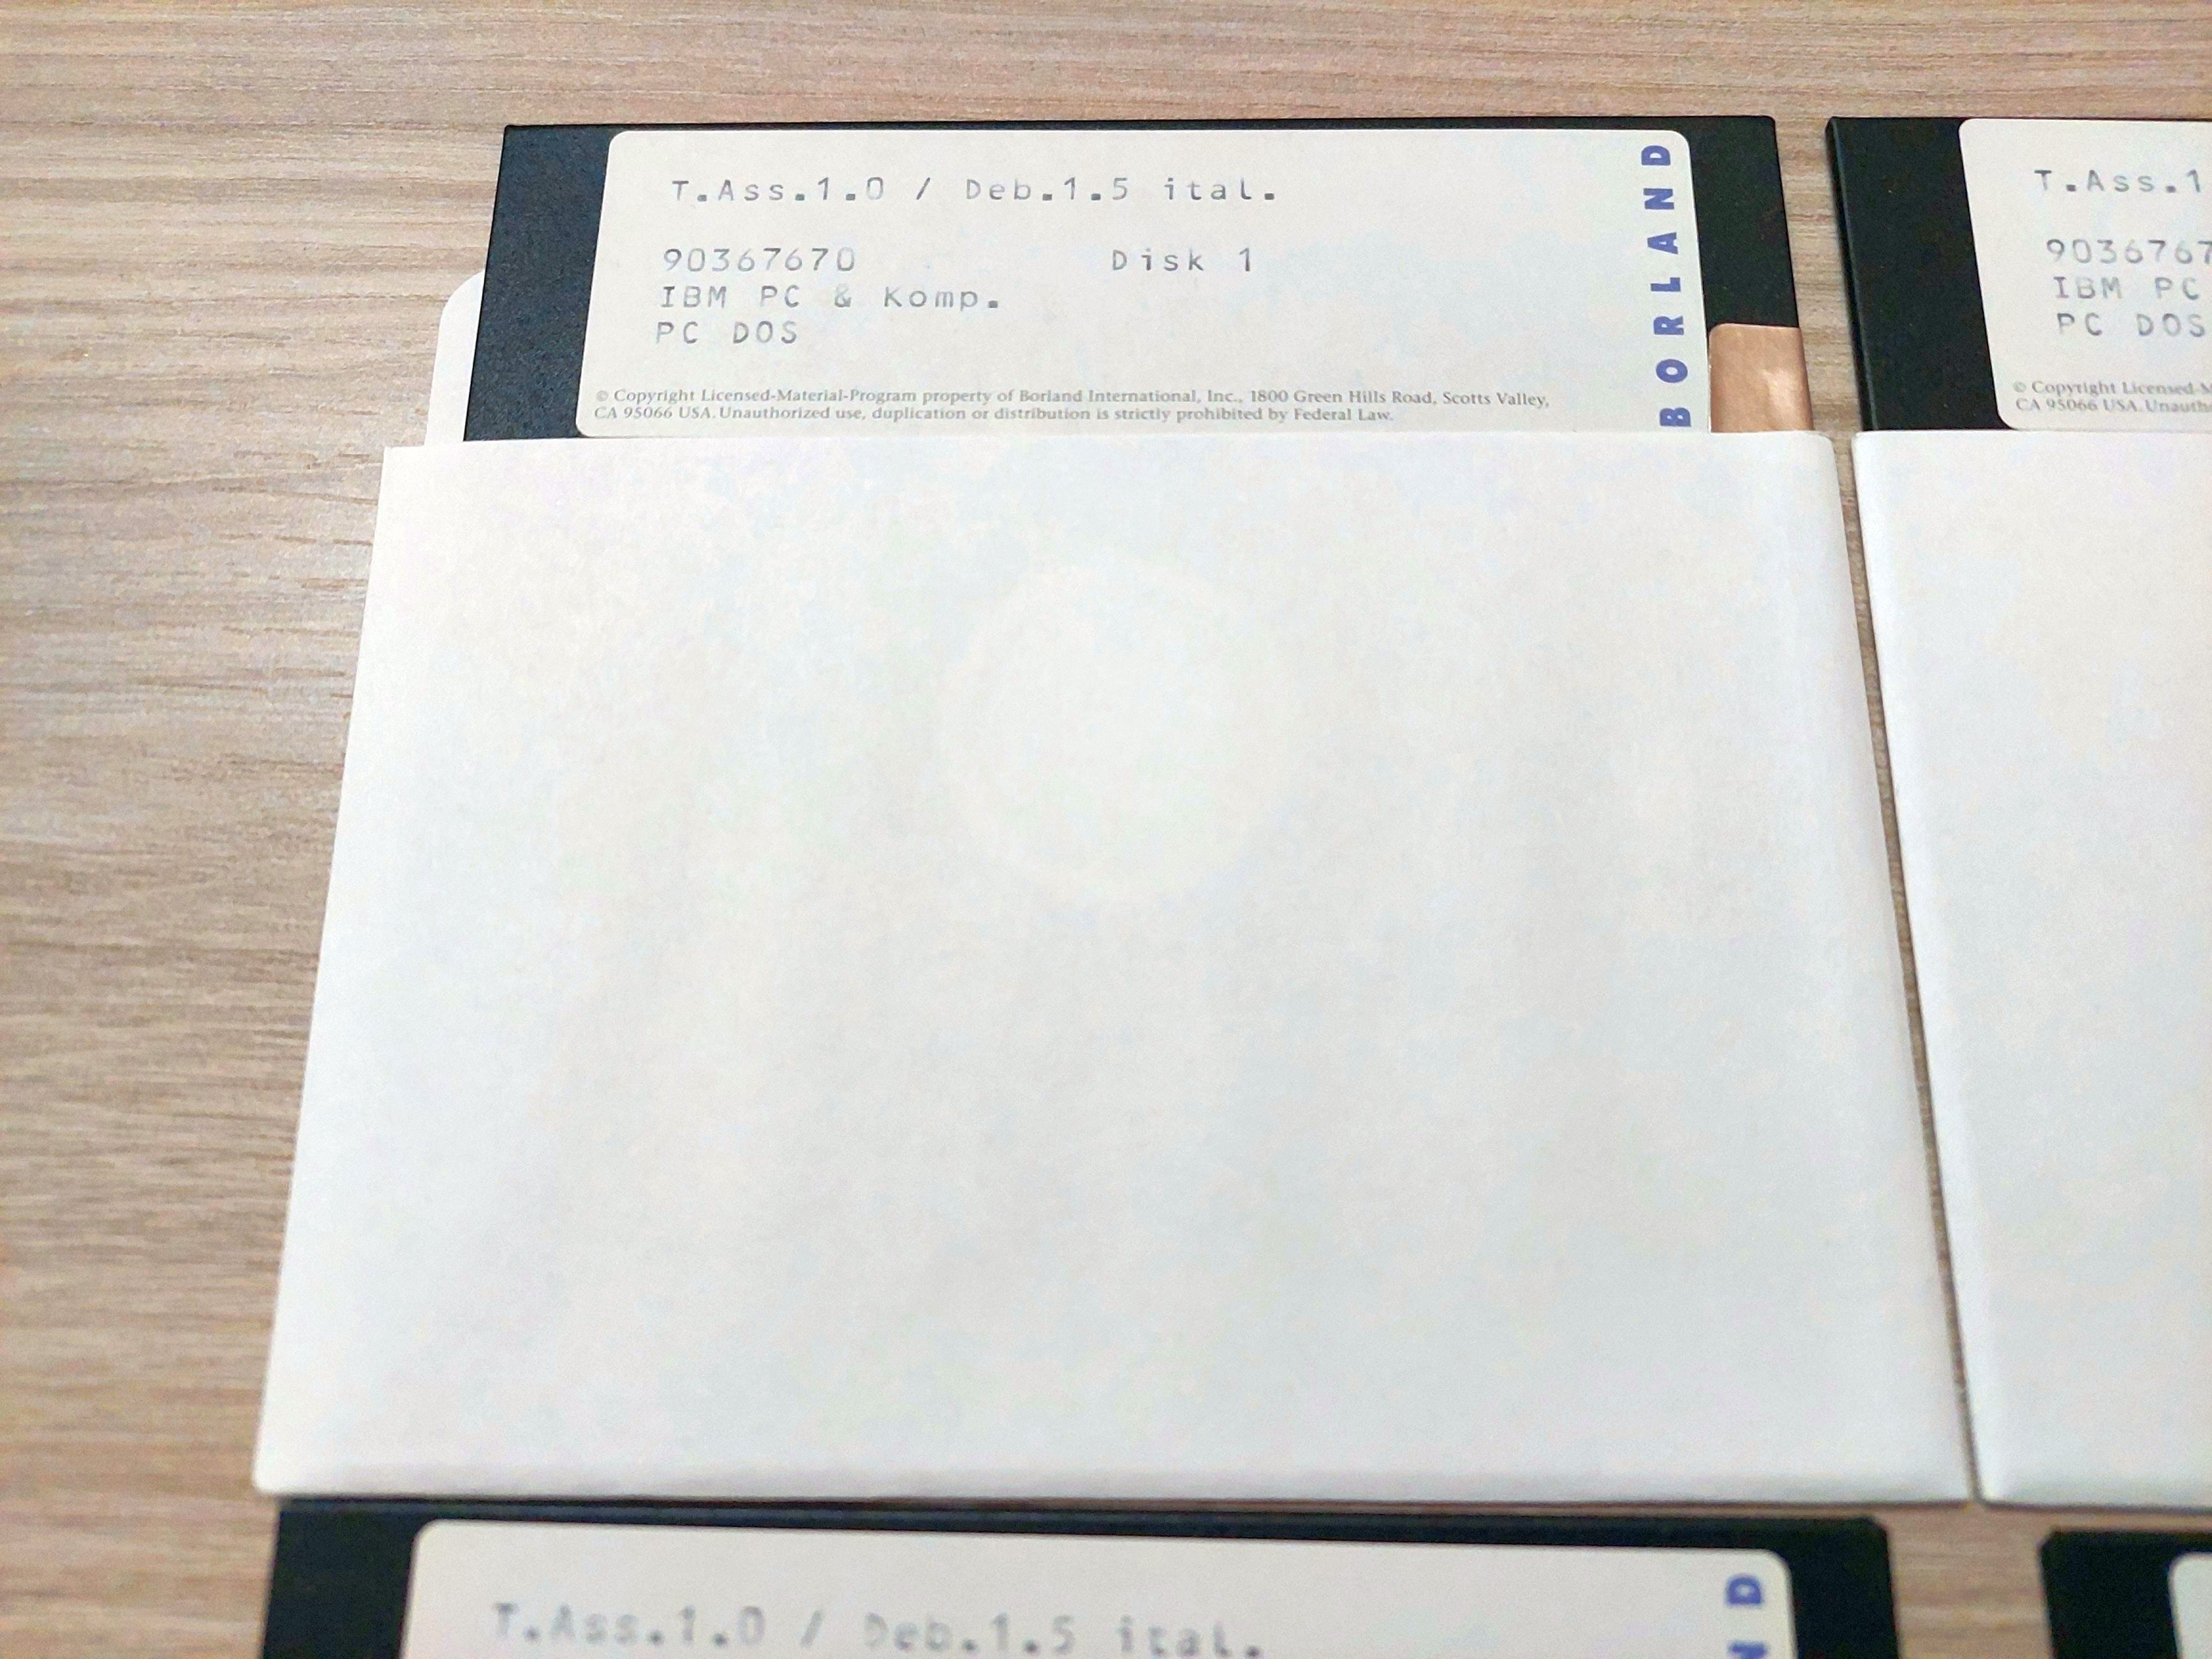 T.Ass.1.0 / Deb.1.5 ital.
90367670 Disk 1
IBM PC & Komp.
PC DOS
© Copyright Licensed-Material-Program property of Borland International, Inc., 1800 Green Hills Road, Scotts Valley,
CA 95066 USA. Unauthorized use, duplication or distribution is strictly prohibited by Federal Law.
BORLAND
T.Ass.1
9036767
IBM PC
PC DOS
© Copyright Licensed-M
CA 95066 USA. Unauth
T.Ass.1.0 / Deb.1.5 ital.
N D